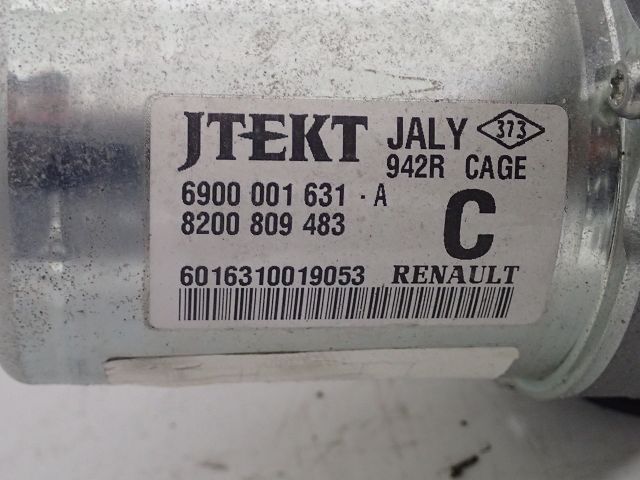 JTEKT JALY 373
942R CAGE
6900 001 631 - A
8200 809 483
C
6016310019053 RENAULT